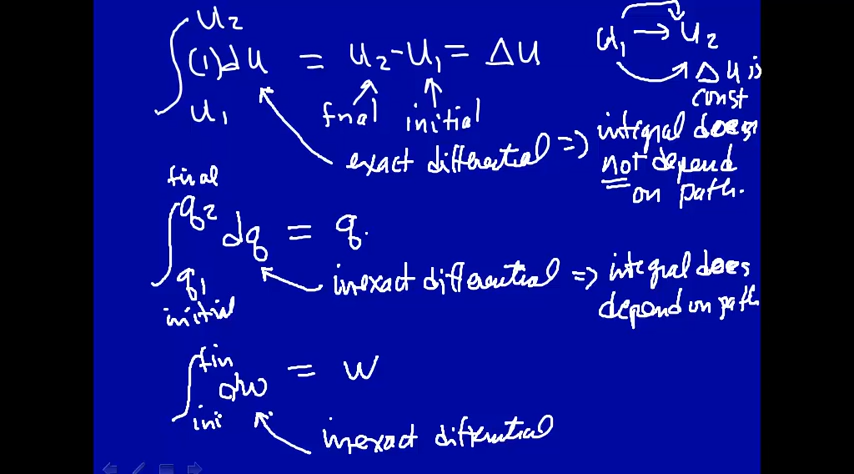 ∫ U₂ U₁ (1)dU = U₂ - U₁ = ΔU
fnal initial
U₁ → U₂
ΔU is
const
exact differential ⇒ integral does
not depend
on path.
final
∫ q₂ q₁ dq = q.
initial
inexact differential ⇒ integral does
depend on path
∫ fin ini dw = w
inexact differential